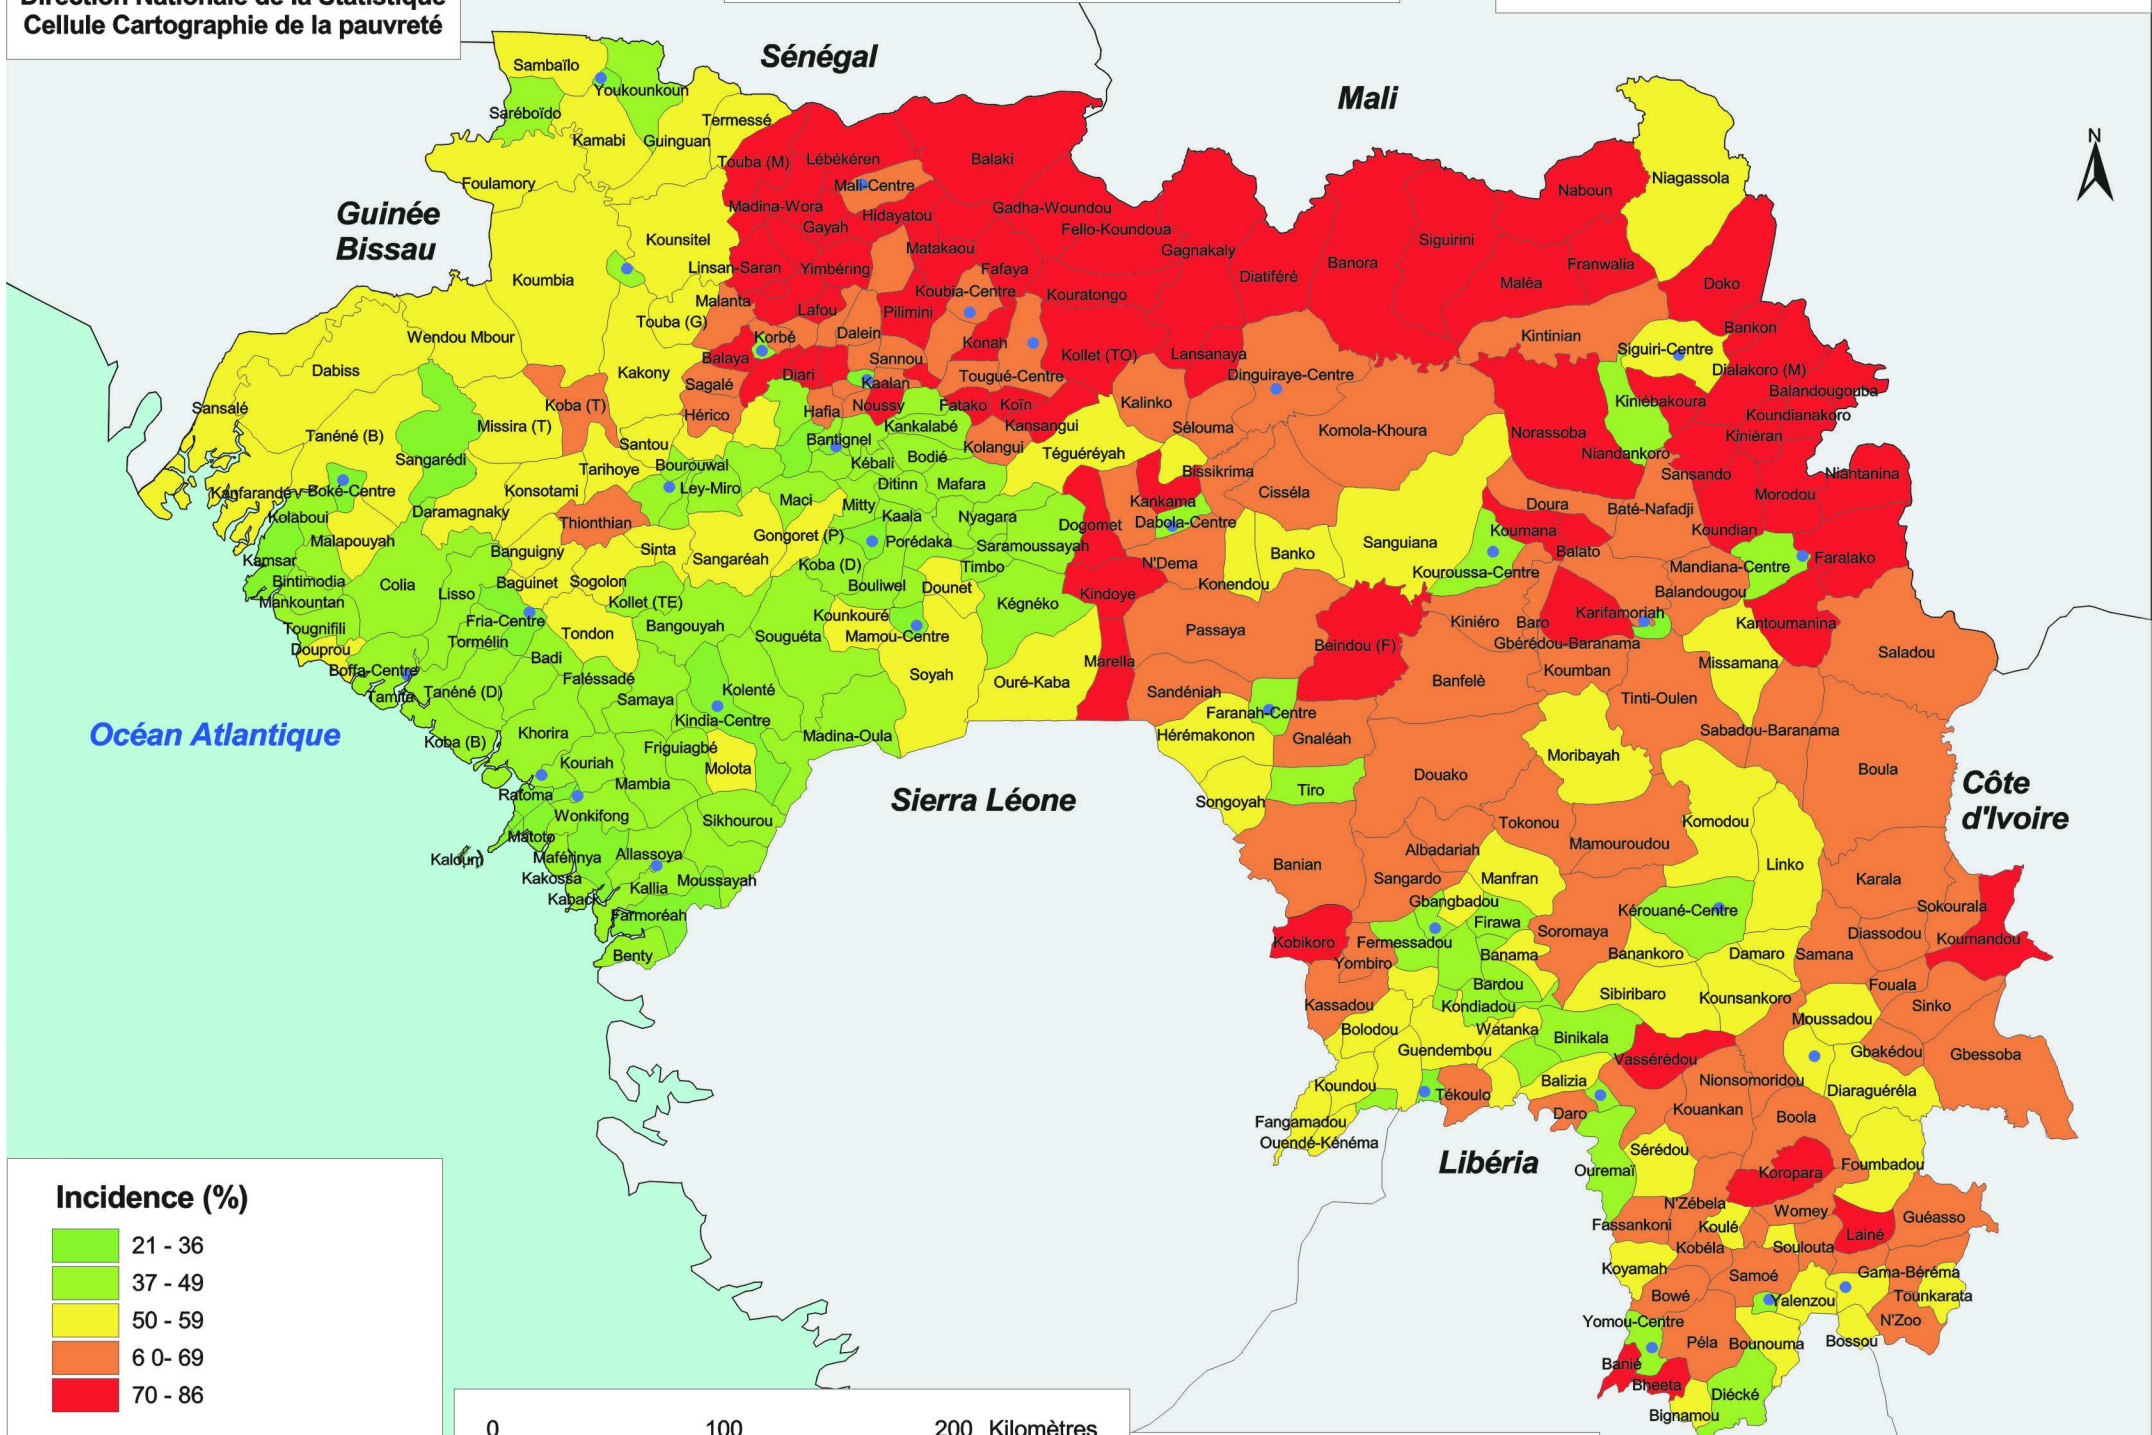 Direction Nationale de la Statistique
Cellule Cartographie de la pauvreté
Sénégal
Mali
N
Guinée
Bissau
Océan Atlantique
Sierra Léone
Côte
d'Ivoire
Libéria
Sambaïlo
Youkounkoun
Saréboïdo
Termessé
Kamabi
Guinguan
Foulamory
Touba (M)
Lébékéren
Balaki
Mali-Centre
Madina-Wora
Hidayatou
Gayah
Gadha-Woundou
Fello-Koundoua
Gagnakaly
Naboun
Niagassola
Kounsitel
Matakaou
Siguirini
Linsan-Saran
Yimbéring
Fafaya
Diatiféré
Banora
Franwalia
Koumbia
Maléa
Doko
Malanta
Koubia-Centre
Kouratongo
Lafou
Pilimini
Touba (G)
Wendou Mbour
Korbé
Dalein
Konah
Kintinian
Bankon
Balaya
Sannou
Kollet (TO)
Lansanaya
Siguiri-Centre
Dabiss
Kakony
Diari
Kaalan
Tougué-Centre
Dinguiraye-Centre
Dialakoro (M)
Sagalé
Balandougouba
Sansalé
Koba (T)
Hérico
Hafia
Noussy
Fatako
Koïn
Kalinko
Kiniébakoura
Koundianakoro
Missira (T)
Kankalabé
Kansangui
Sélouma
Komola-Khoura
Norassoba
Kiniéran
Tanéné (B)
Santou
Bantignel
Kolangui
Téguéréyah
Niandankoro
Sangarédi
Tarihoye
Bourouwal
Kébali
Bodié
Bissikrima
Sansando
Niantanina
Kanfarandé
Boké-Centre
Konsotami
Ley-Miro
Ditinn
Mafara
Cisséla
Morodou
Maci
Mitty
Kankama
Doura
Baté-Nafadji
Kolaboui
Daramagnaky
Thionthian
Kaala
Nyagara
Dogomet
Dabola-Centre
Koumana
Koundian
Malapouyah
Gongoret (P)
Porédaka
Saramoussayah
Sanguiana
Balato
Kamsar
Banguigny
Sinta
Sangaréah
Koba (D)
Timbo
N'Dema
Banko
Mandiana-Centre
Faralako
Bintimodia
Colia
Baguinet
Sogolon
Bouliwel
Dounet
Konendou
Kouroussa-Centre
Mankountan
Lisso
Kollet (TE)
Kégnéko
Kindoye
Balandougou
Tougnifili
Fria-Centre
Kounkouré
Karifamoriah
Kantoumanina
Tondon
Bangouyah
Souguéta
Mamou-Centre
Passaya
Kiniéro
Baro
Douprou
Tormélin
Beindou (F)
Gbérédou-Baranama
Saladou
Badi
Marella
Missamana
Boffa-Centre
Faléssadé
Soyah
Ouré-Kaba
Banfelè
Koumban
Tamita
Tanéné (D)
Samaya
Kolenté
Sandéniah
Tinti-Oulen
Kindia-Centre
Faranah-Centre
Koba (B)
Khorira
Friguiagbé
Madina-Oula
Hérémakonon
Gnaléah
Sabadou-Baranama
Kouriah
Molota
Moribayah
Boula
Ratoma
Mambia
Tiro
Douako
Wonkifong
Sikhourou
Songoyah
Tokonou
Komodou
Matoto
Mamouroudou
Kaloum
Maférinya
Allassoya
Banian
Albadariah
Linko
Kakossa
Kallia
Moussayah
Sangardo
Manfran
Karala
Kaback
Gbangbadou
Kérouané-Centre
Sokourala
Farmoréah
Firawa
Soromaya
Diassodou
Koumandou
Benty
Kobikoro
Fermessadou
Yombiro
Banama
Banankoro
Damaro
Samana
Bardou
Sibiribaro
Kounsankoro
Fouala
Kassadou
Kondiadou
Sinko
Bolodou
Watanka
Moussadou
Guendembou
Binikala
Vassérédou
Gbakédou
Gbessoba
Koundou
Tékoulo
Balizia
Nionsomoridou
Diaraguéréla
Fangamadou
Daro
Kouankan
Boola
Ouendé-Kénéma
Sérédou
Ouremaï
Koropara
Foumbadou
N'Zébela
Fassankoni
Koulé
Womey
Guéasso
Kobéla
Soulouta
Lainé
Koyamah
Samoé
Gama-Béréma
Bowé
Yalenzou
Tounkarata
Yomou-Centre
N'Zoo
Péla
Bounouma
Bossou
Banié
Bheeta
Diécké
Bignamou
Incidence (%)
21 - 36
37 - 49
50 - 59
6 0- 69
70 - 86
0 100 200 Kilomètres